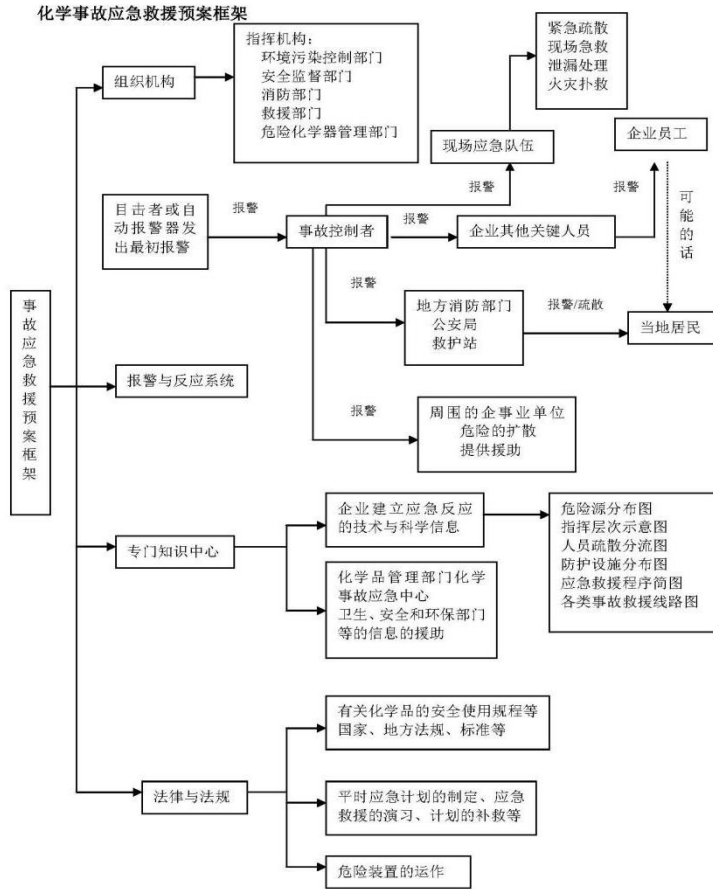 化学事故应急救援预案框架
指挥机构：
环境污染控制部门
安全监督部门
消防部门
救援部门
危险化学器管理部门
组织机构
紧急疏散
现场急救
泄漏处理
火灾扑救
现场应急队伍
企业员工
目击者或自
动报警器发
出最初报警
报警
事故控制者
报警
报警
企业其他关键人员
报警
可能的话
报警
地方消防部门
公安局
救护站
报警/疏散
当地居民
事故应急救援预案框架
报警与反应系统
报警
周围的企事业单位
危险的扩散
提供援助
专门知识中心
企业建立应急反应
的技术与科学信息
危险源分布图
指挥层次示意图
人员疏散分流图
防护设施分布图
应急救援程序简图
各类事故救援线路图
化学品管理部门化学
事故应急中心
卫生、安全和环保部门
等的信息的援助
法律与法规
有关化学品的安全使用规程等
国家、地方法规、标准等
平时应急计划的制定、应急
救援的演习、计划的补救等
危险装置的运作